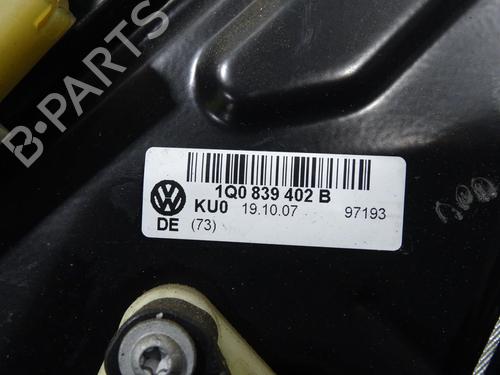 B-PARTS
1Q0 839 402 B
KU0 19.10.07 97193
DE (73)